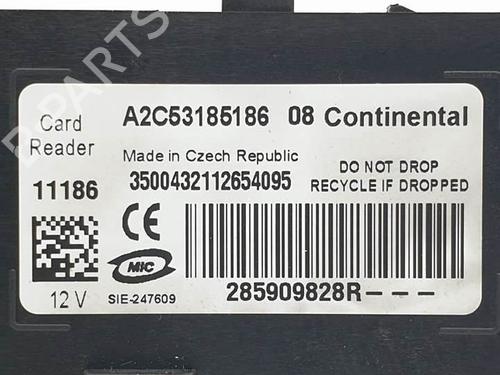 B-PARTS
Card Reader
A2C53185186 08 Continental
Made in Czech Republic
11186
3500432112654095
DO NOT DROP
RECYCLE IF DROPPED
CE
MIC
12 V
SIE-247609
285909828R---